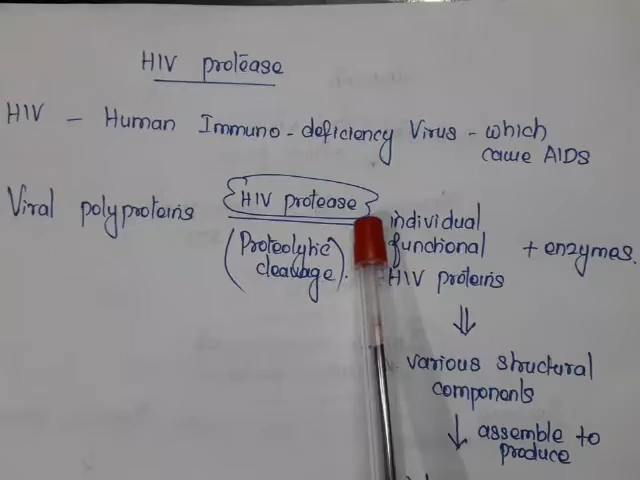 HIV protease
HIV - Human Immuno-deficiency Virus - which
cause AIDS
Viral polyproteins {HIV protease} individual
(Proteolytic functional + enzymes.
cleavage). HIV proteins
⇓
various structural
components
↓ assemble to
produce